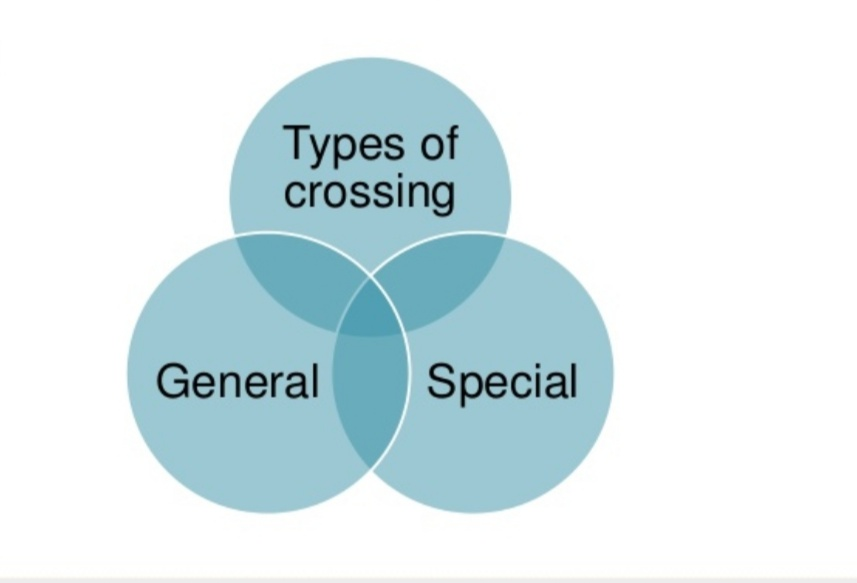 Types of
crossing
General
Special